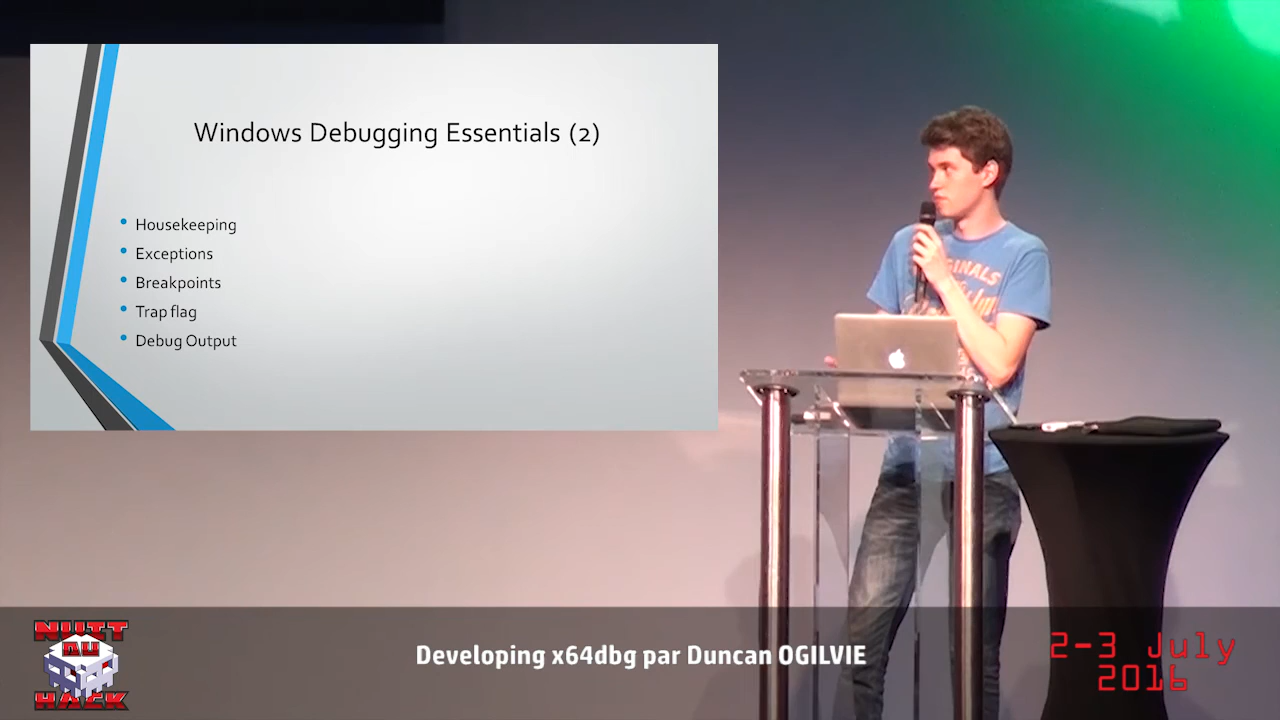 Windows Debugging Essentials (2)
Housekeeping
Exceptions
Breakpoints
Trap flag
Debug Output
NUIT
DU
HACK
Developing x64dbg par Duncan OGILVIE
2-3 July
2016